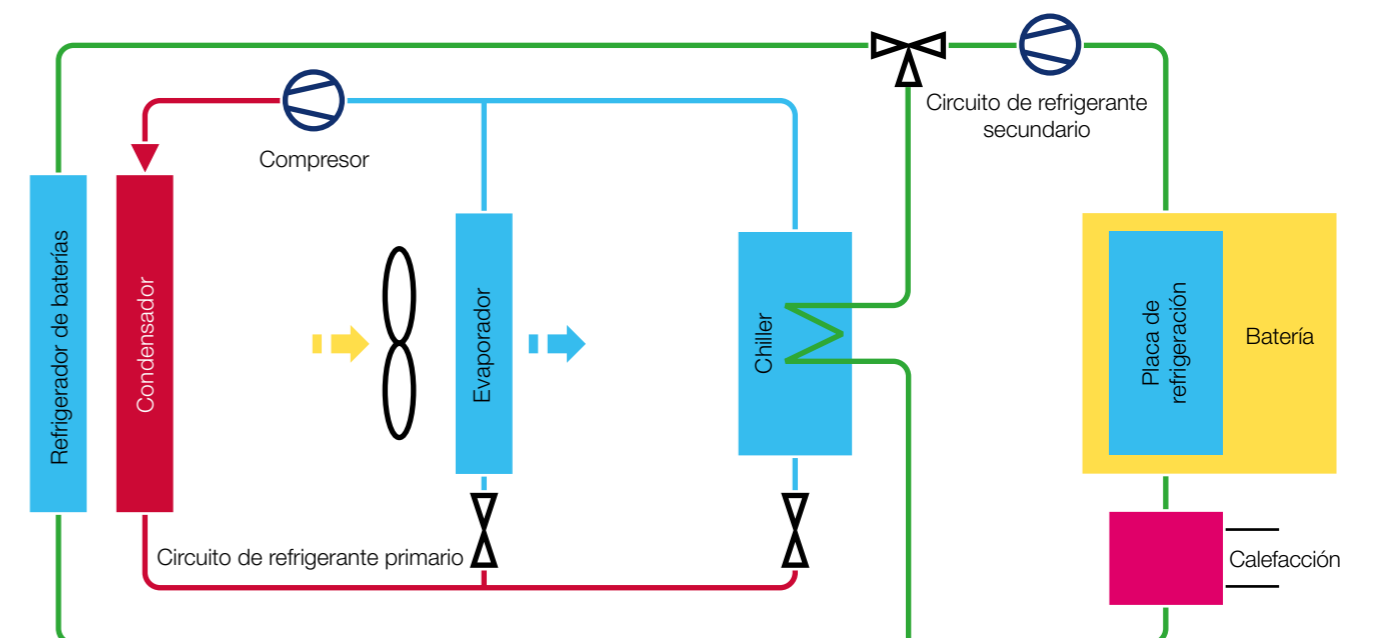 Circuito de refrigerante
secundario
Compresor
Refrigerador de baterías
Condensador
Evaporador
Chiller
Placa de
refrigeración
Batería
Circuito de refrigerante primario
Calefacción